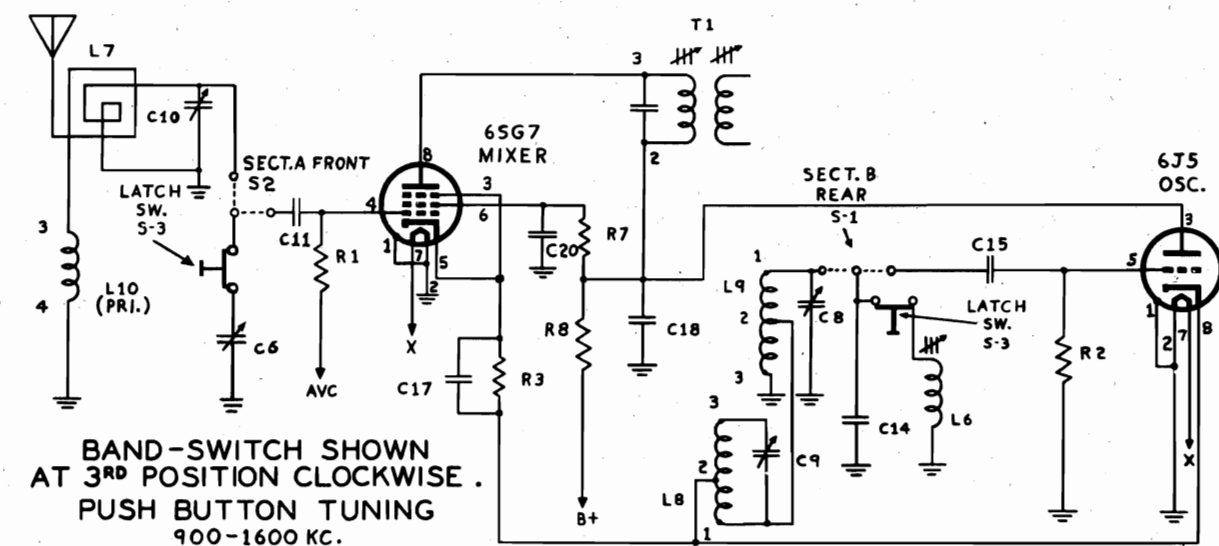 T1
L7
3
C10
2
6SG7
MIXER
6J5
OSC.
SECT. A FRONT
S2
8
3
SECT. B
REAR
S-1
3
LATCH
SW.
S-3
4
6
C11
C20
R7
C15
5
1
7
5
R1
2
1
L9
2
3
C8
LATCH
SW.
S-3
1
2
7
8
3
4
L10
(PRI.)
R8
C18
R2
C6
X
AVC
C17
R3
3
2
L8
1
C9
C14
L6
X
B+
BAND-SWITCH SHOWN
AT 3RD POSITION CLOCKWISE.
PUSH BUTTON TUNING
900-1600 KC.